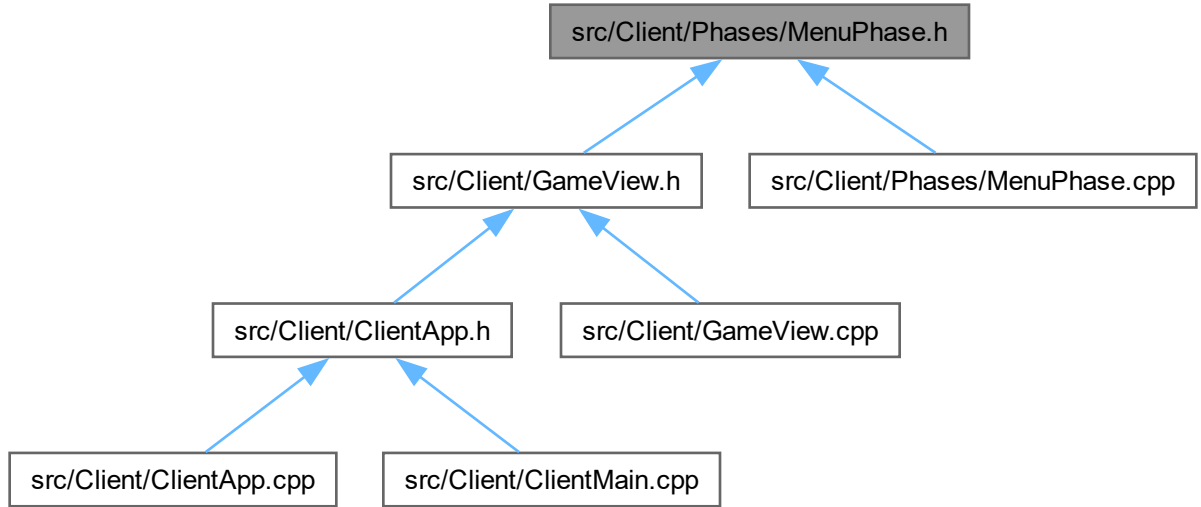 src/Client/Phases/MenuPhase.h
src/Client/GameView.h
src/Client/Phases/MenuPhase.cpp
src/Client/ClientApp.h
src/Client/GameView.cpp
src/Client/ClientApp.cpp
src/Client/ClientMain.cpp